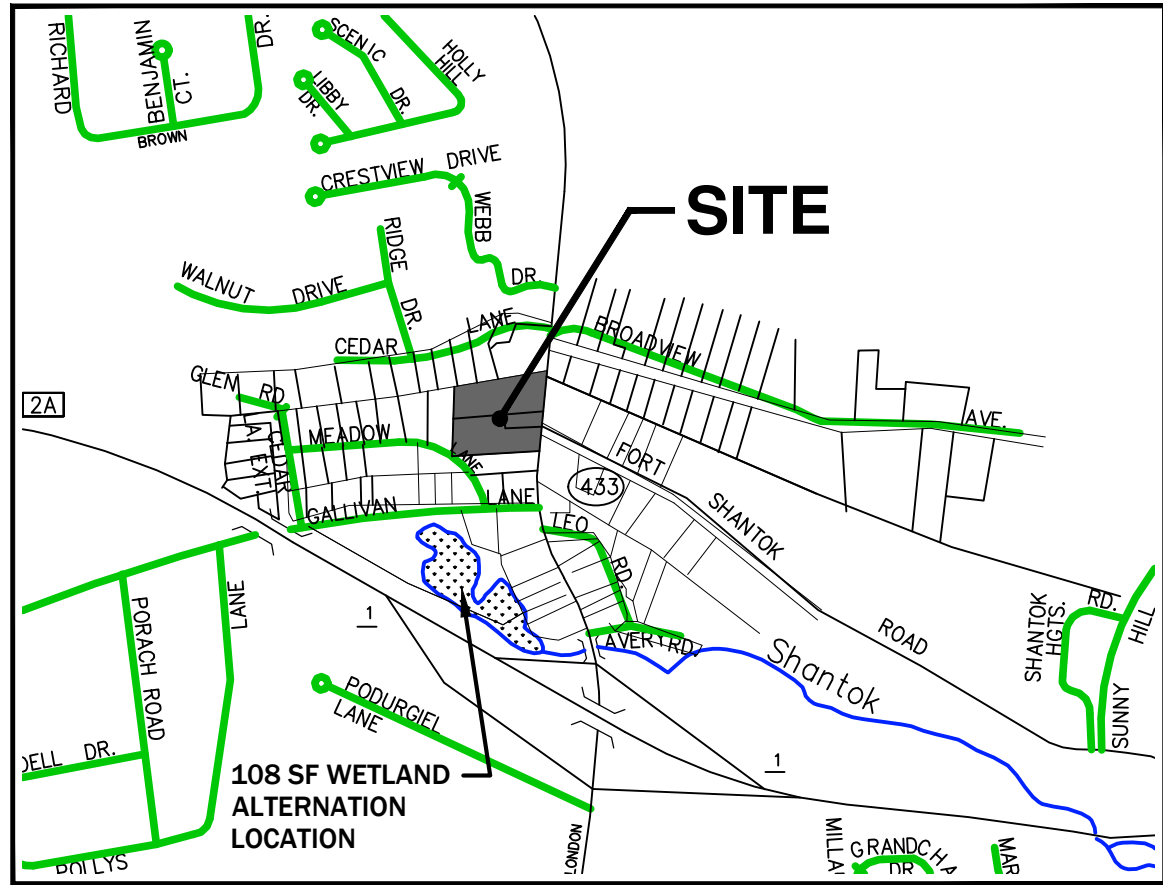 RICHARD
BENJAMIN
CT.
DR.
BROWN
SCENIC
DR.
LIBBY
DR.
HOLLY
HILL
CRESTVIEW DRIVE
WEBB
DR.
SITE
RIDGE
DR.
WALNUT DRIVE
CEDAR LANE
BROADVIEW
AVE.
GLEN RD
2A
CEDAR
LA. EXT.
MEADOW
LANE
FORT
SHANTOK
ROAD
433
GALLIVAN LANE
LEO
RD.
AVERY RD.
Shantok
SHANTOK
HGTS.
RD.
SUNNY
HILL
1
1
PORACH ROAD
LANE
PODURGIEL
LANE
DELL DR.
108 SF WETLAND
ALTERNATION
LOCATION
LONDON
MILLA
GRANDCHA
DR
MAR